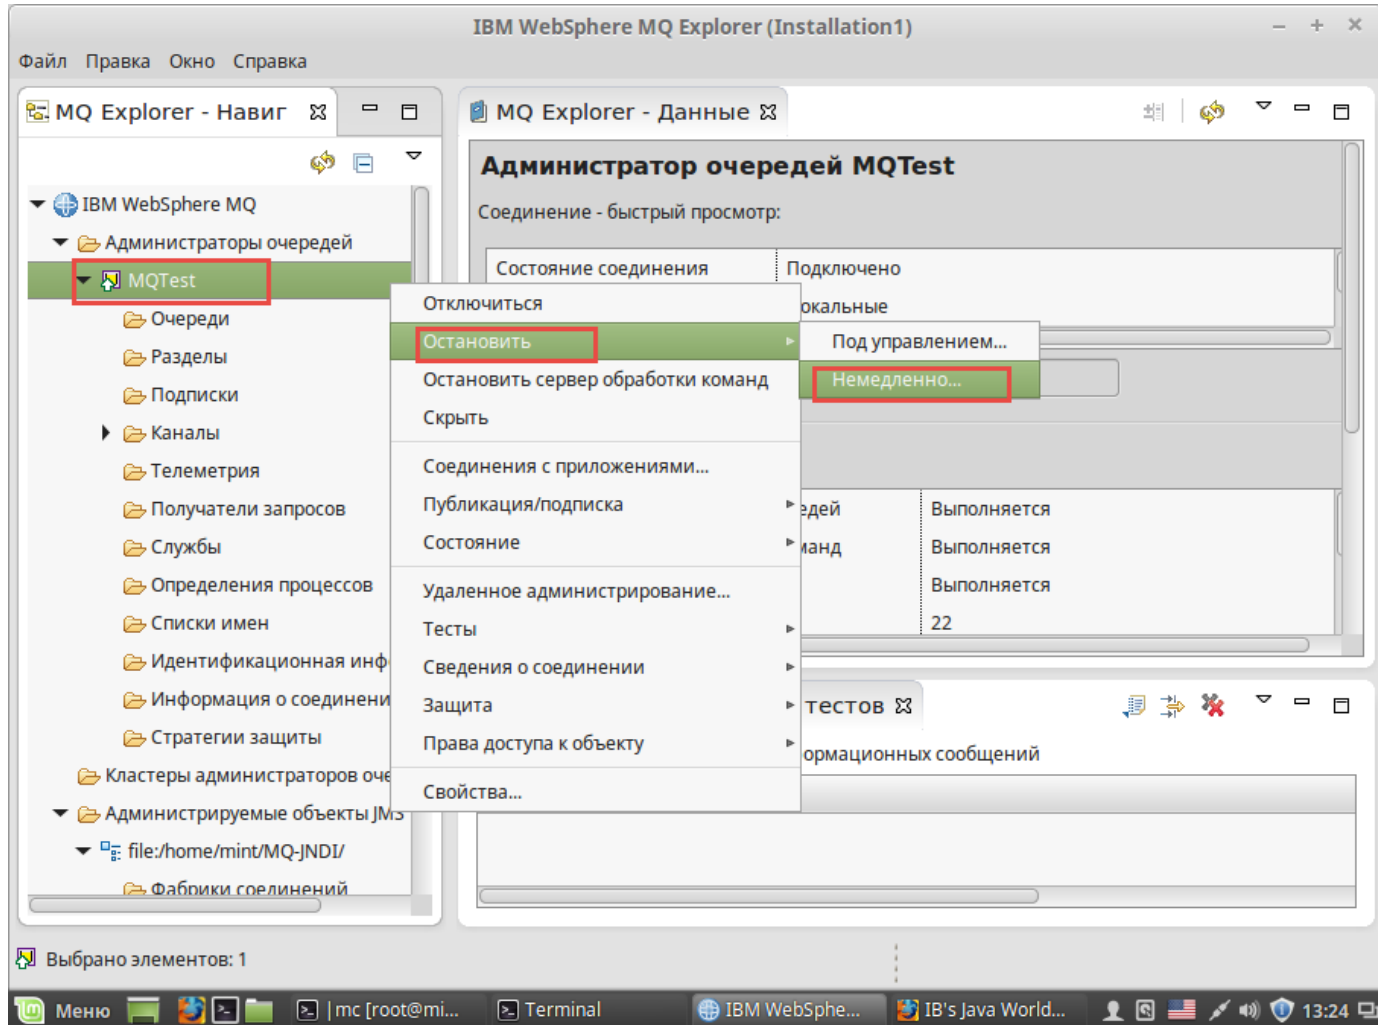 IBM WebSphere MQ Explorer (Installation1)
Файл Правка Окно Справка
MQ Explorer - Навиг
IBM WebSphere MQ
Администраторы очередей
MQTest
Очереди
Разделы
Подписки
Каналы
Телеметрия
Получатели запросов
Службы
Определения процессов
Списки имен
Идентификационная инф
Информация о соединени
Стратегии защиты
Кластеры администраторов оче
Администрируемые объекты JMS
file:/home/mint/MQ-JNDI/
Фабрики соединений
Отключиться
Остановить
Остановить сервер обработки команд
Скрыть
Соединения с приложениями...
Публикация/подписка
Состояние
Удаленное администрирование...
Тесты
Сведения о соединении
Защита
Права доступа к объекту
Свойства...
Под управлением...
Немедленно...
MQ Explorer - Данные
Администратор очередей MQTest
Соединение - быстрый просмотр:
Состояние соединения Подключено
окальные
едей Выполняется
манд Выполняется
Выполняется
22
тестов
ормационных сообщений
Выбрано элементов: 1
Меню
mc [root@mi...
Terminal
IBM WebSphe...
IB's Java World...
13:24